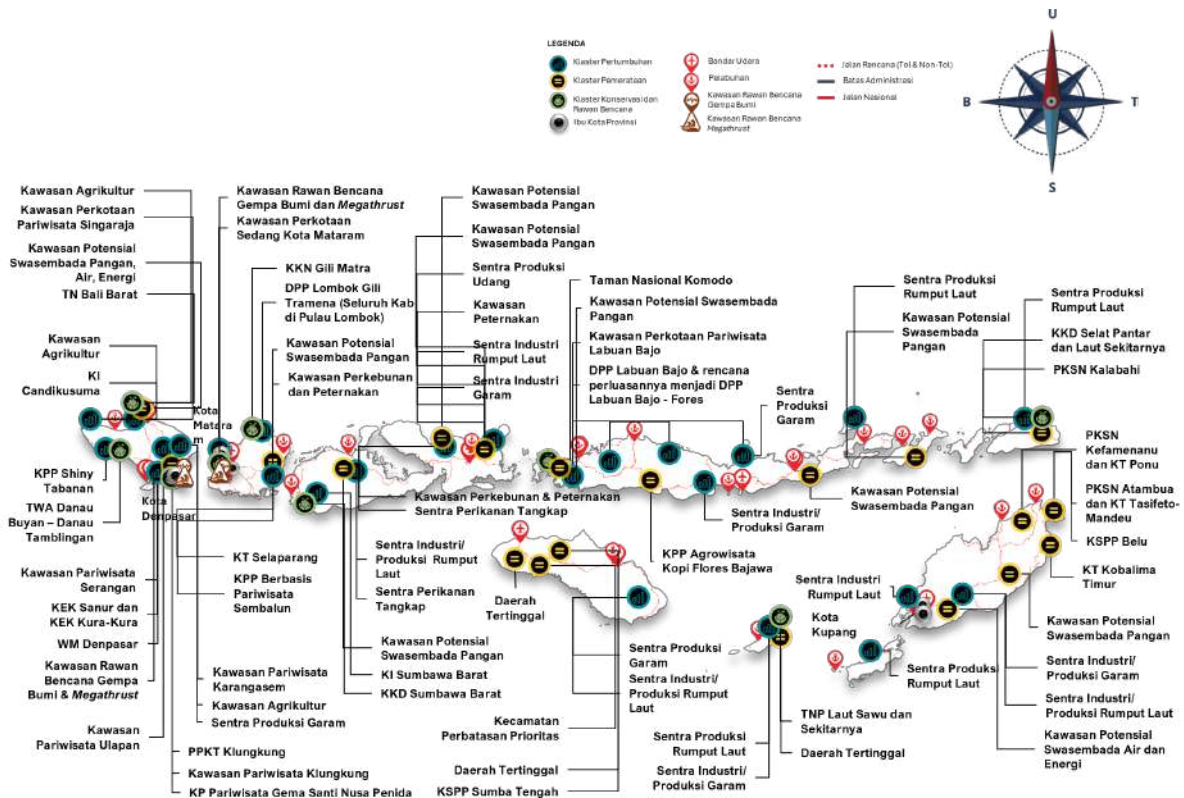 U
B
T
S
LEGENDA
Klaster Pertumbuhan
Klaster Pemerataan
Klaster Konservasi dan
Rawan Bencana
Ibu Kota Provinsi
Bandar Udara
Pelabuhan
Kawasan Rawan Bencana
Gempa Bumi
Kawasan Rawan Bencana
Megathrust
Jalan Rencana (Tol & Non-Tol)
Batas Administrasi
Jalan Nasional
Kawasan Agrikultur
Kawasan Perkotaan
Pariwisata Singaraja
Kawasan Potensial
Swasembada Pangan,
Air, Energi
TN Bali Barat
Kawasan
Agrikultur
KI
Candikusuma
KPP Shiny
Tabanan
TWA Danau
Buyan – Danau
Tamblingan
Kawasan Pariwisata
Serangan
KEK Sanur dan
KEK Kura-Kura
WM Denpasar
Kawasan Rawan
Bencana Gempa
Bumi & Megathrust
Kawasan
Pariwisata Ulapan
Kota
Denpasar
Kota
Matara
m
Kawasan Rawan Bencana
Gempa Bumi dan Megathrust
Kawasan Perkotaan
Sedang Kota Mataram
KKN Gili Matra
DPP Lombok Gili
Tramena (Seluruh Kab
di Pulau Lombok)
Kawasan Potensial
Swasembada Pangan
Kawasan Perkebunan
dan Peternakan
KT Selaparang
KPP Berbasis
Pariwisata
Sembalun
Kawasan Pariwisata
Karangasem
Kawasan Agrikultur
Sentra Produksi Garam
PPKT Klungkung
Kawasan Pariwisata Klungkung
KP Pariwisata Gema Santi Nusa Penida
Kawasan Potensial
Swasembada Pangan
Kawasan Potensial
Swasembada Pangan
Sentra Produksi
Udang
Kawasan
Peternakan
Sentra Industri
Rumput Laut
Sentra Industri
Garam
Kawasan Perkebunan & Peternakan
Sentra Perikanan Tangkap
Sentra Industri/
Produksi Rumput
Laut
Sentra Perikanan
Tangkap
Kawasan Potensial
Swasembada Pangan
KI Sumbawa Barat
KKD Sumbawa Barat
Taman Nasional Komodo
Kawasan Potensial Swasembada
Pangan
Kawasan Perkotaan Pariwisata
Labuan Bajo
DPP Labuan Bajo & rencana
perluasannya menjadi DPP
Labuan Bajo - Fores
Sentra
Produksi
Garam
Sentra Produksi
Rumput Laut
Kawasan Potensial
Swasembada
Pangan
Sentra Produksi
Rumput Laut
KKD Selat Pantar
dan Laut Sekitarnya
PKSN Kalabahi
Kawasan Potensial
Swasembada Pangan
Sentra Industri/
Produksi Garam
KPP Agrowisata
Kopi Flores Bajawa
Daerah
Tertinggal
Sentra Produksi
Garam
Sentra Industri/
Produksi Rumput
Laut
Kecamatan
Perbatasan Prioritas
Daerah Tertinggal
KSPP Sumba Tengah
Sentra Produksi
Rumput Laut
Sentra Industri/
Produksi Garam
TNP Laut Sawu dan
Sekitarnya
Daerah Tertinggal
Sentra Industri
Rumput Laut
Kota
Kupang
Sentra Produksi
Rumput Laut
PKSN
Kefamenanu
dan KT Ponu
PKSN Atambua
dan KT Tasifeto-
Mandeu
KSPP Belu
KT Kobalima
Timur
Kawasan Potensial
Swasembada Pangan
Sentra Industri/
Produksi Garam
Sentra Industri/
Produksi Rumput Laut
Kawasan Potensial
Swasembada Air dan
Energi